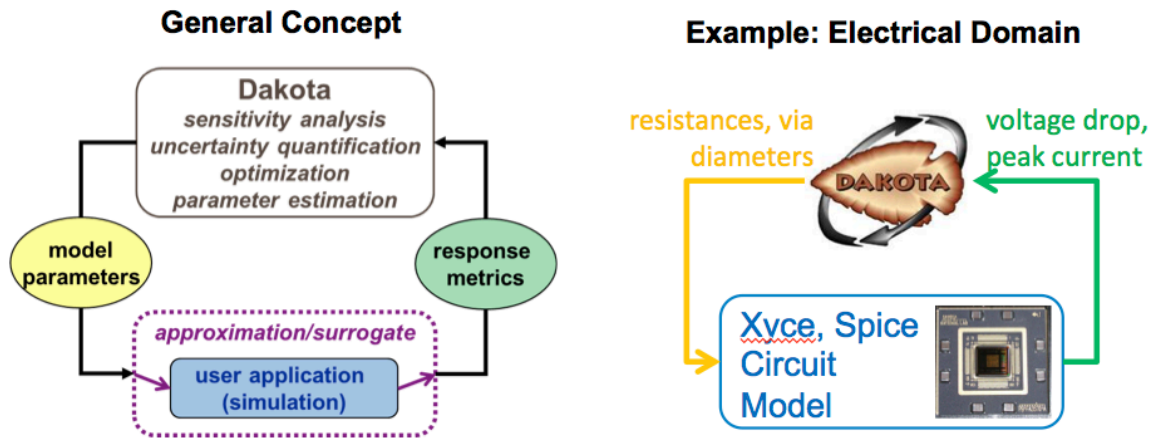 General Concept
Dakota
sensitivity analysis
uncertainty quantification
optimization
parameter estimation
model
parameters
response
metrics
approximation/surrogate
user application
(simulation)
Example: Electrical Domain
resistances, via
diameters
DAKOTA
voltage drop,
peak current
Xyce, Spice
Circuit
Model